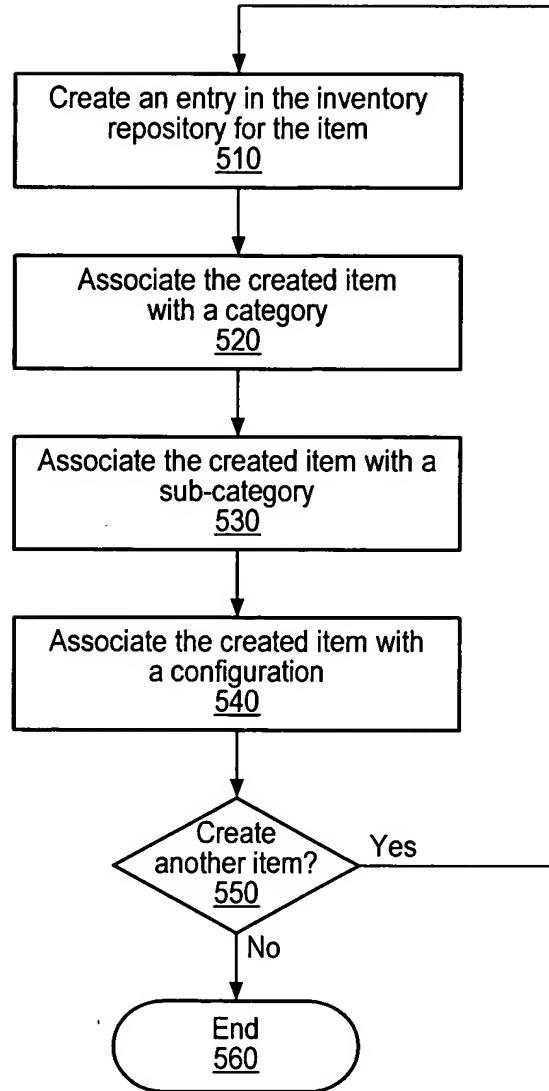 Create an entry in the inventory
repository for the item
510
Associate the created item
with a category
520
Associate the created item with a
sub-category
530
Associate the created item with
a configuration
540
Create
another item?
550
Yes
No
End
560